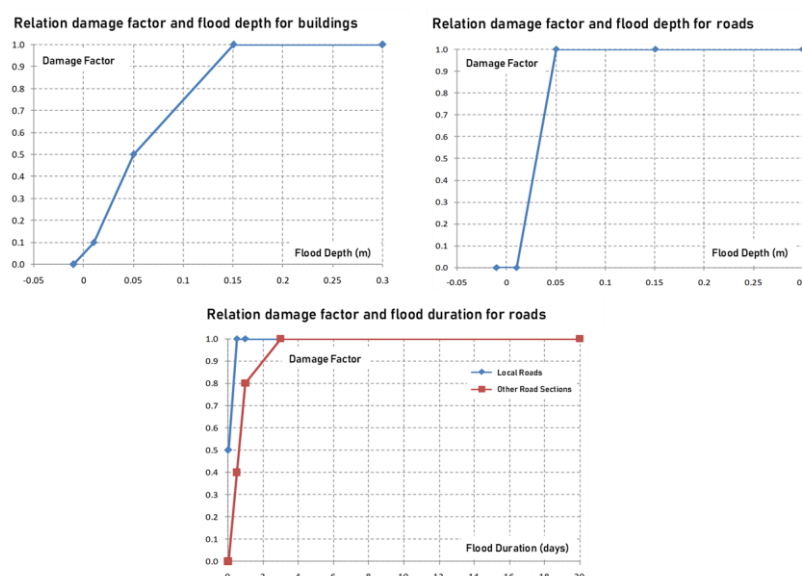 Relation damage factor and flood depth for buildings
1.0
Damage Factor
0.9
0.8
0.7
0.6
0.5
0.4
0.3
0.2
0.1
Flood Depth (m)
0.0
-0.05 0 0.05 0.1 0.15 0.2 0.25 0.3
Relation damage factor and flood depth for roads
1.0
Damage Factor
0.9
0.8
0.7
0.6
0.5
0.4
0.3
0.2
0.1
Flood Depth (m)
0.0
-0.05 0 0.05 0.1 0.15 0.2 0.25
Relation damage factor and flood duration for roads
1.0
Damage Factor
0.9
0.8
Local Roads
Other Road Sections
0.7
0.6
0.5
0.4
0.3
0.2
0.1
Flood Duration (days)
0.0
0 2 4 6 8 10 12 14 16 18 20